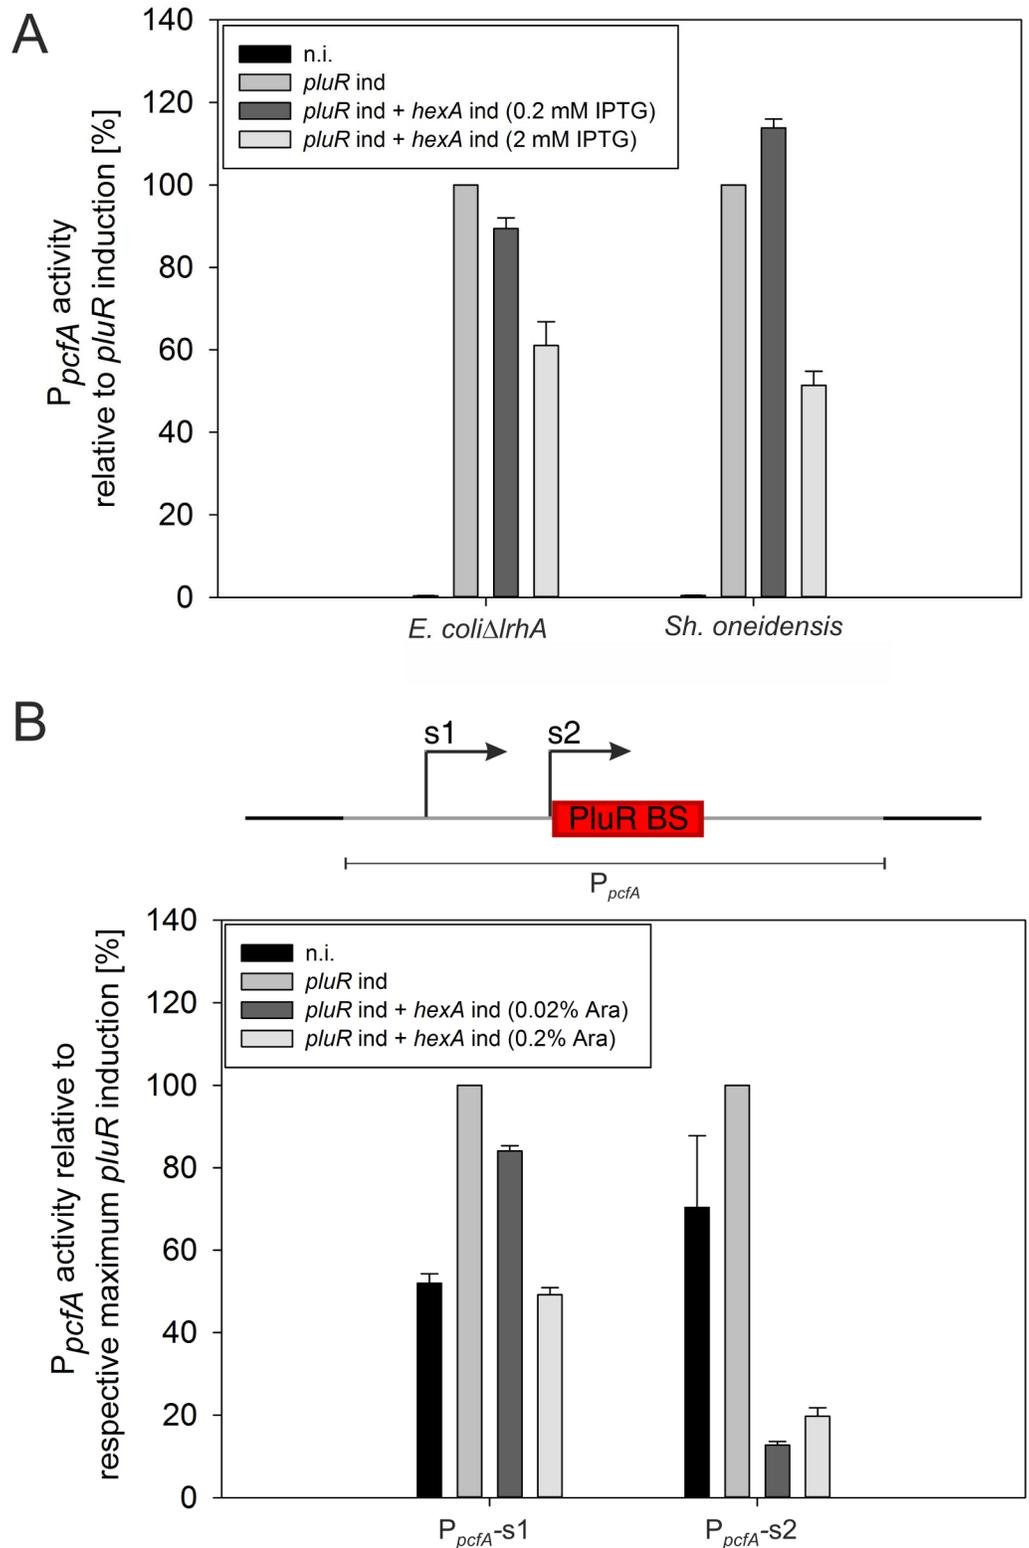 A
140
120
100
80
60
40
20
0
PpcfA activity
relative to pluR induction [%]
n.i.
pluR ind
pluR ind + hexA ind (0.2 mM IPTG)
pluR ind + hexA ind (2 mM IPTG)
E. coliΔlrhA
Sh. oneidensis
B
s1
s2
PluR BS
PpcfA
140
120
100
80
60
40
20
0
PpcfA activity relative to
respective maximum pluR induction [%]
n.i.
pluR ind
pluR ind + hexA ind (0.02% Ara)
pluR ind + hexA ind (0.2% Ara)
PpcfA-s1
PpcfA-s2